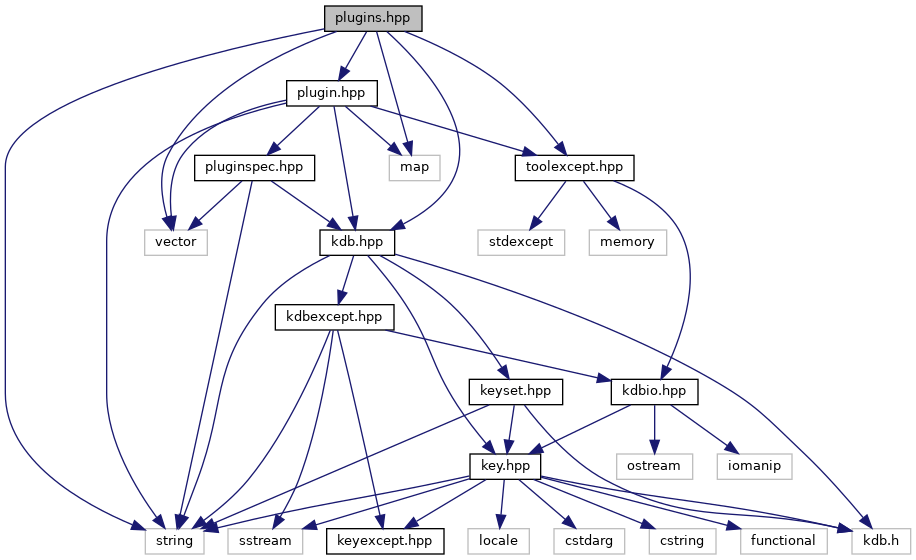 plugins.hpp
plugin.hpp
pluginspec.hpp
map
toolexcept.hpp
vector
kdb.hpp
stdexcept
memory
kdbexcept.hpp
keyset.hpp
kdbio.hpp
key.hpp
ostream
iomanip
string
sstream
keyexcept.hpp
locale
cstdarg
cstring
functional
kdb.h